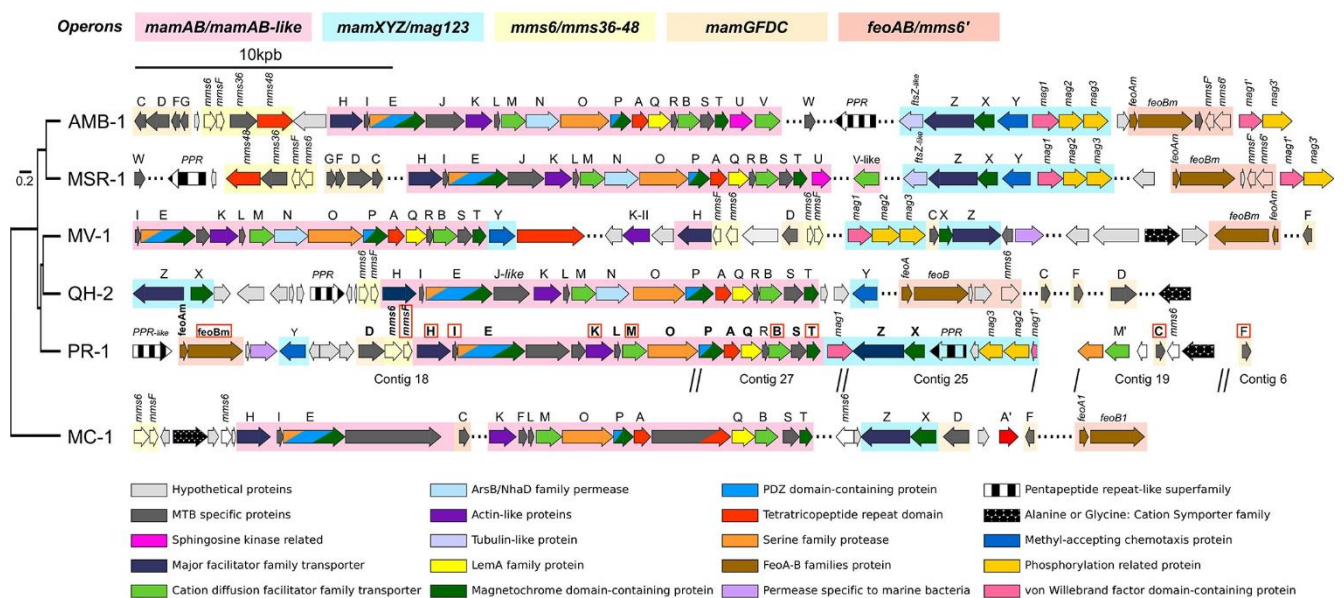 Operons mamAB/mamAB-like mamXYZ/mag123 mms6/mms36-48 mamGFDC feoAB/mms6'
10kpb
C D F G mms6 mmsF mms36 mms48 H I E J K L M N O P A Q R B S T U V W PPR ftsZ-like Z X Y mag1 mag2 mag3 feoAm feoBm mmsF' mms6' mag1' mag3'
AMB-1
0.2
W PPR mms48 mms36 mmsF mms6 G F D C H I E J K L M N O P A Q R B S T U V-like ftsZ-like Z X Y mag1 mag2 mag3 feoAm feoBm mmsF' mms6' mag1' mag3'
MSR-1
I E K L M N O P A Q R B S T Y K-II H mmsF mms6 D mms6 mmsF mag1 mag2 mag3 C X Z S feoBm feoAm F
MV-1
Z X PPR mms6 mmsF H I E J-like K L M N O P A Q R B S T Y feoA feoB mms6 C F D
QH-2
PPR-like feoAm feoBm Y D mms6 mmsF H I E K L M O P A Q R B S T mag1 Z X PPR mag3 mag2 mag1' M' C mms6 F
PR-1
Contig 18 // Contig 27 // Contig 25 / / Contig 19 // Contig 6
mms6 mmsF mms6 H I E C K F L M O P A Q B S T mms6 Z X D A' F feoA1 feoB1
MC-1
Hypothetical proteins ArsB/NhaD family permease PDZ domain-containing protein Pentapeptide repeat-like superfamily
MTB specific proteins Actin-like proteins Tetratricopeptide repeat domain Alanine or Glycine: Cation Symporter family
Sphingosine kinase related Tubulin-like protein Serine family protease Methyl-accepting chemotaxis protein
Major facilitator family transporter LemA family protein FeoA-B families protein Phosphorylation related protein
Cation diffusion facilitator family transporter Magnetochrome domain-containing protein Permease specific to marine bacteria von Willebrand factor domain-containing protein